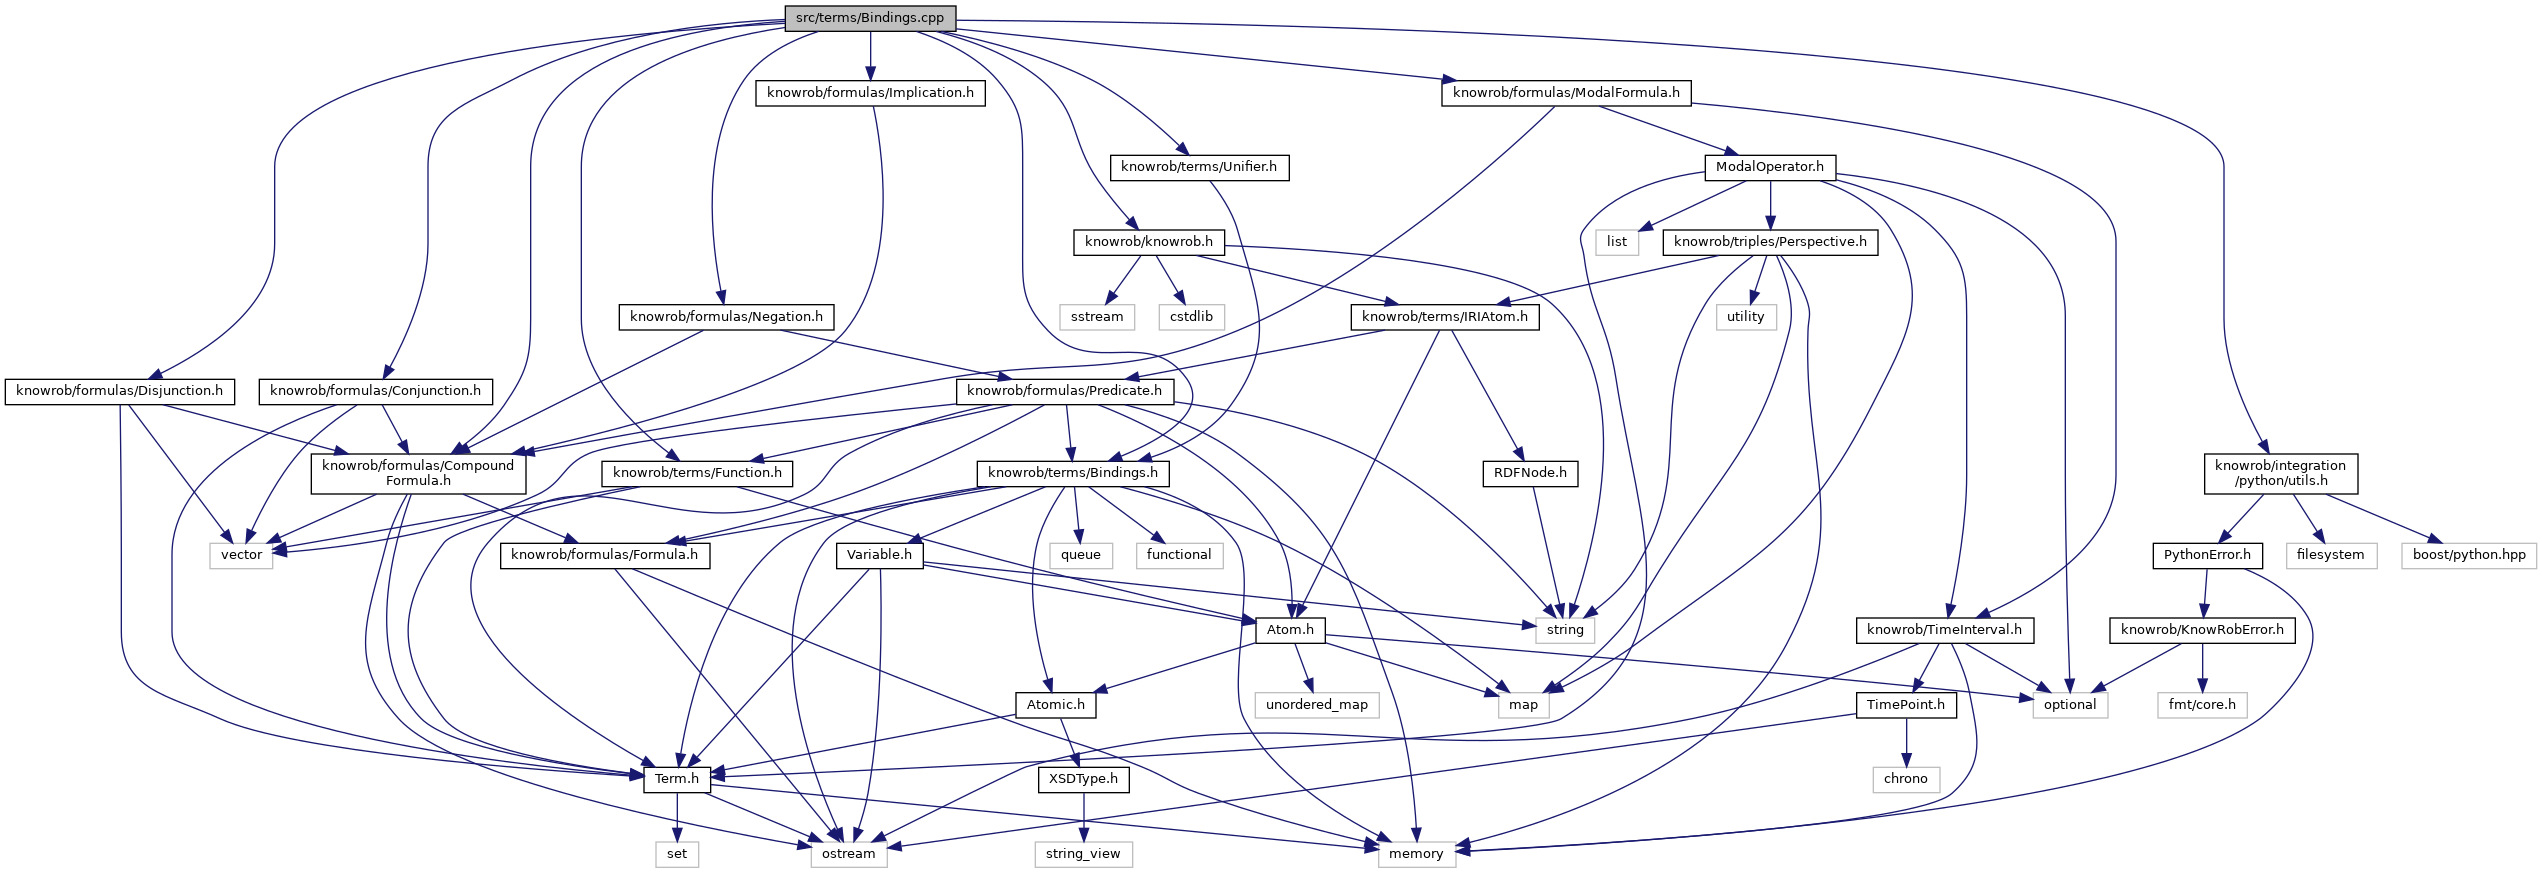 src/terms/Bindings.cpp
knowrob/formulas/Implication.h
knowrob/formulas/ModalFormula.h
knowrob/terms/Unifier.h
ModalOperator.h
knowrob/knowrob.h
list
knowrob/triples/Perspective.h
knowrob/formulas/Negation.h
sstream
cstdlib
knowrob/terms/IRIAtom.h
utility
knowrob/formulas/Disjunction.h
knowrob/formulas/Conjunction.h
knowrob/formulas/Predicate.h
knowrob/formulas/Compound
Formula.h
knowrob/terms/Function.h
knowrob/terms/Bindings.h
RDFNode.h
knowrob/integration
/python/utils.h
vector
knowrob/formulas/Formula.h
Variable.h
queue
functional
PythonError.h
filesystem
boost/python.hpp
Atom.h
string
knowrob/TimeInterval.h
knowrob/KnowRobError.h
Atomic.h
unordered_map
map
TimePoint.h
optional
fmt/core.h
Term.h
XSDType.h
chrono
set
ostream
string_view
memory